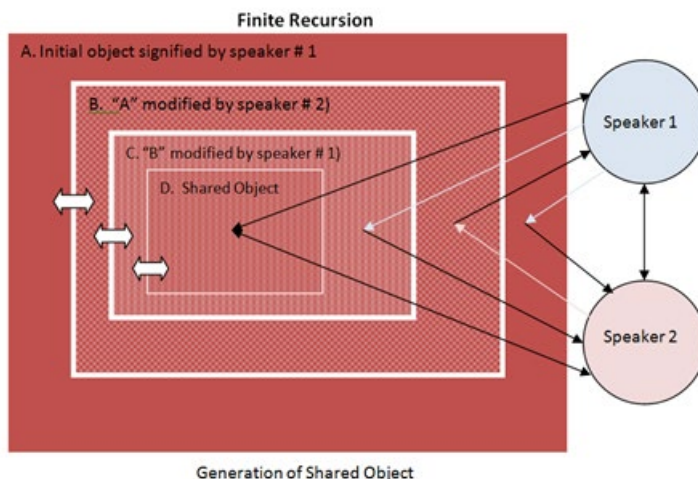 Finite Recursion
A. Initial object signified by speaker # 1
B. "A" modified by speaker # 2)
C. "B" modified by speaker # 1)
D. Shared Object
Speaker 1
Speaker 2
Generation of Shared Object